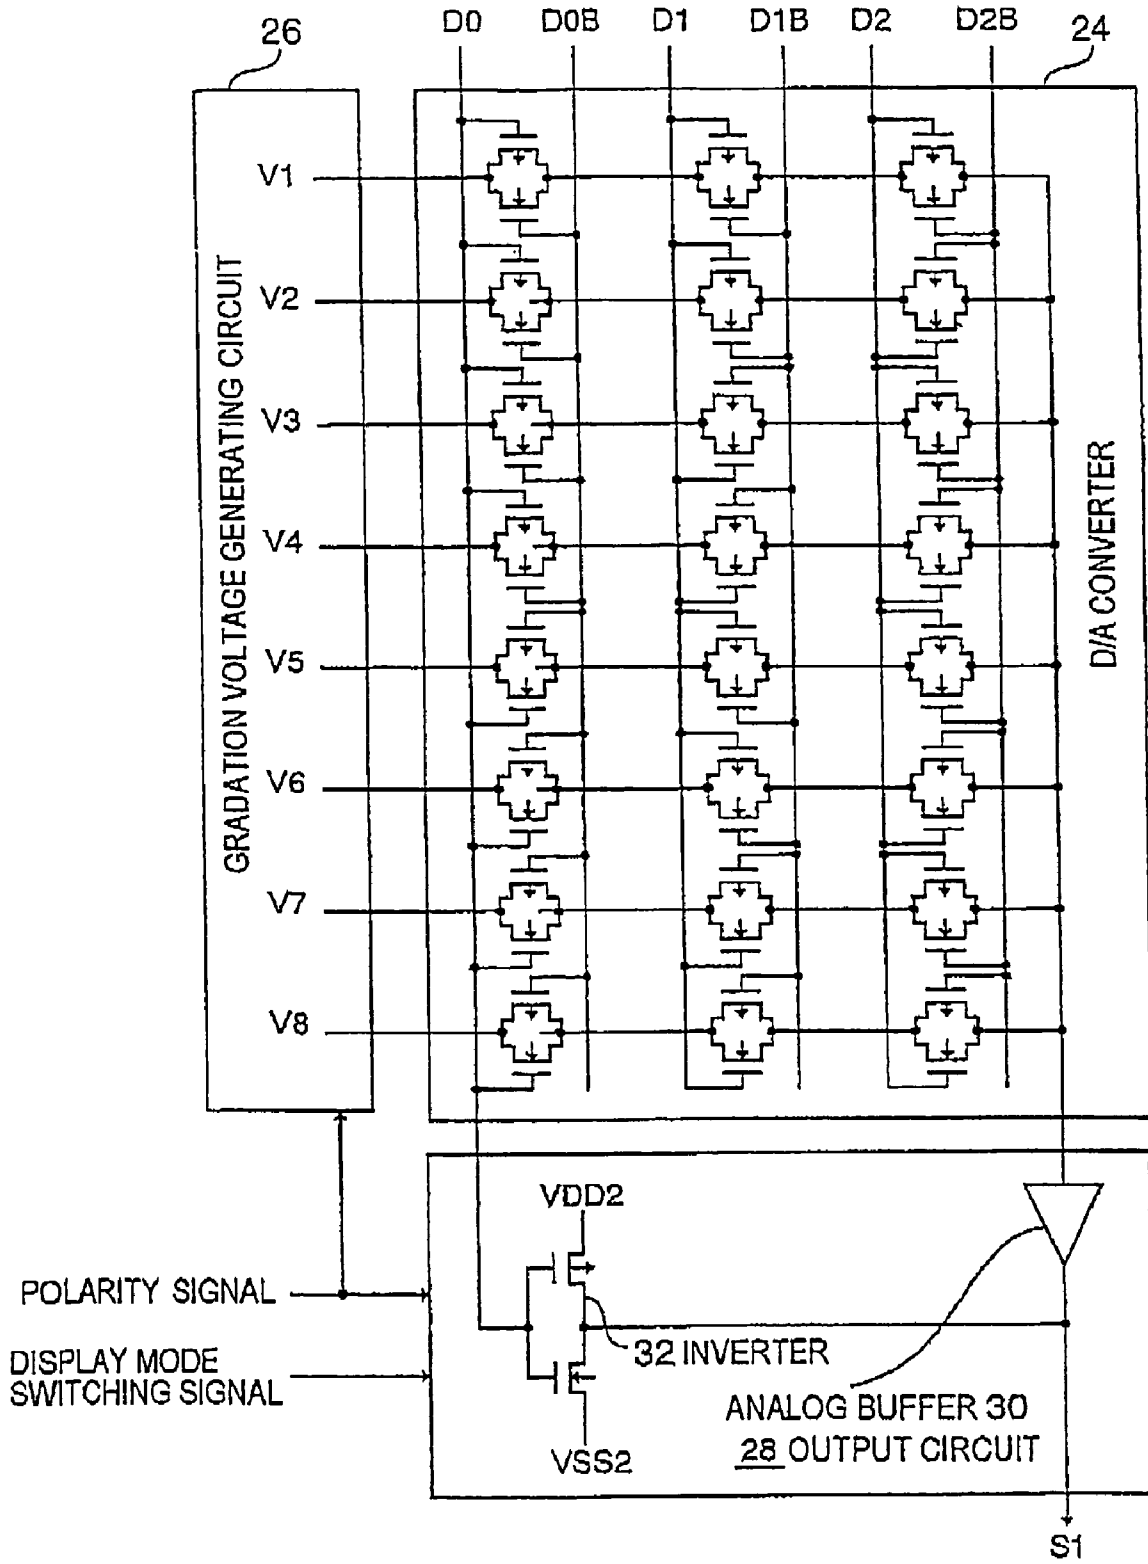 D0 D0B D1 D1B D2 D2B
26
24
V1
V2
V3
V4
V5
V6
V7
V8
GRADATION VOLTAGE GENERATING CIRCUIT
D/A CONVERTER
VDD2
POLARITY SIGNAL
32 INVERTER
DISPLAY MODE
SWITCHING SIGNAL
ANALOG BUFFER 30
28 OUTPUT CIRCUIT
VSS2
S1